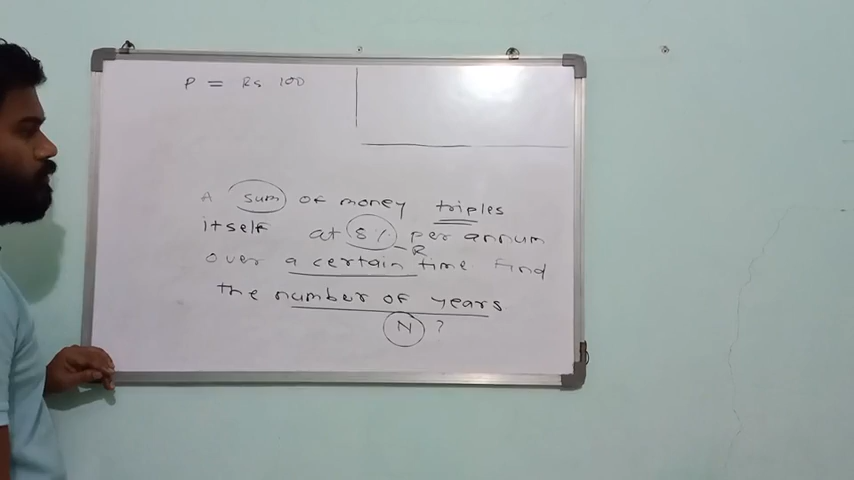 P = Rs 100
A sum of money triples
itself at 8% per annum
R
over a certain time find
the number of years
N ?